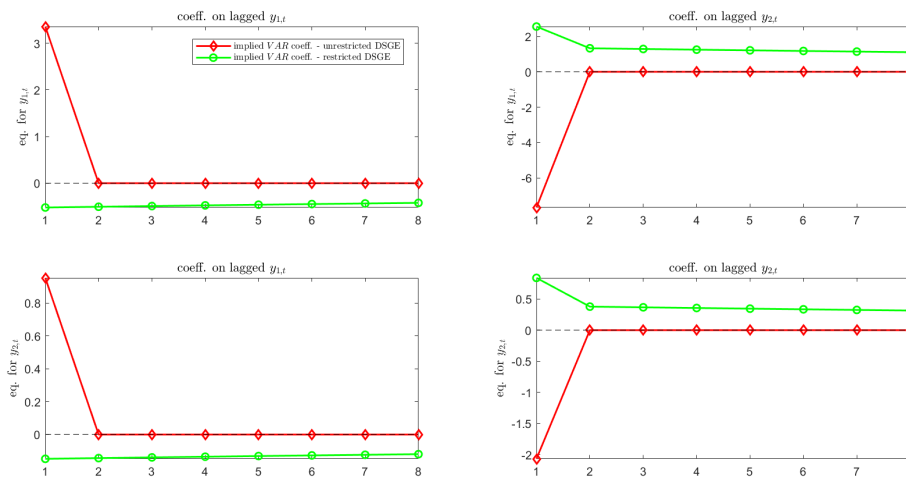 coeff. on lagged y1,t
3
2
1
0
eq. for y1,t
implied VAR coeff. - unrestricted DSGE
implied VAR coeff. - restricted DSGE
1 2 3 4 5 6 7 8
coeff. on lagged y2,t
2
0
-2
-4
-6
eq. for y1,t
1 2 3 4 5 6 7
coeff. on lagged y1,t
0.8
0.6
0.4
0.2
0
eq. for y2,t
1 2 3 4 5 6 7 8
coeff. on lagged y2,t
0.5
0
-0.5
-1
-1.5
-2
eq. for y2,t
1 2 3 4 5 6 7